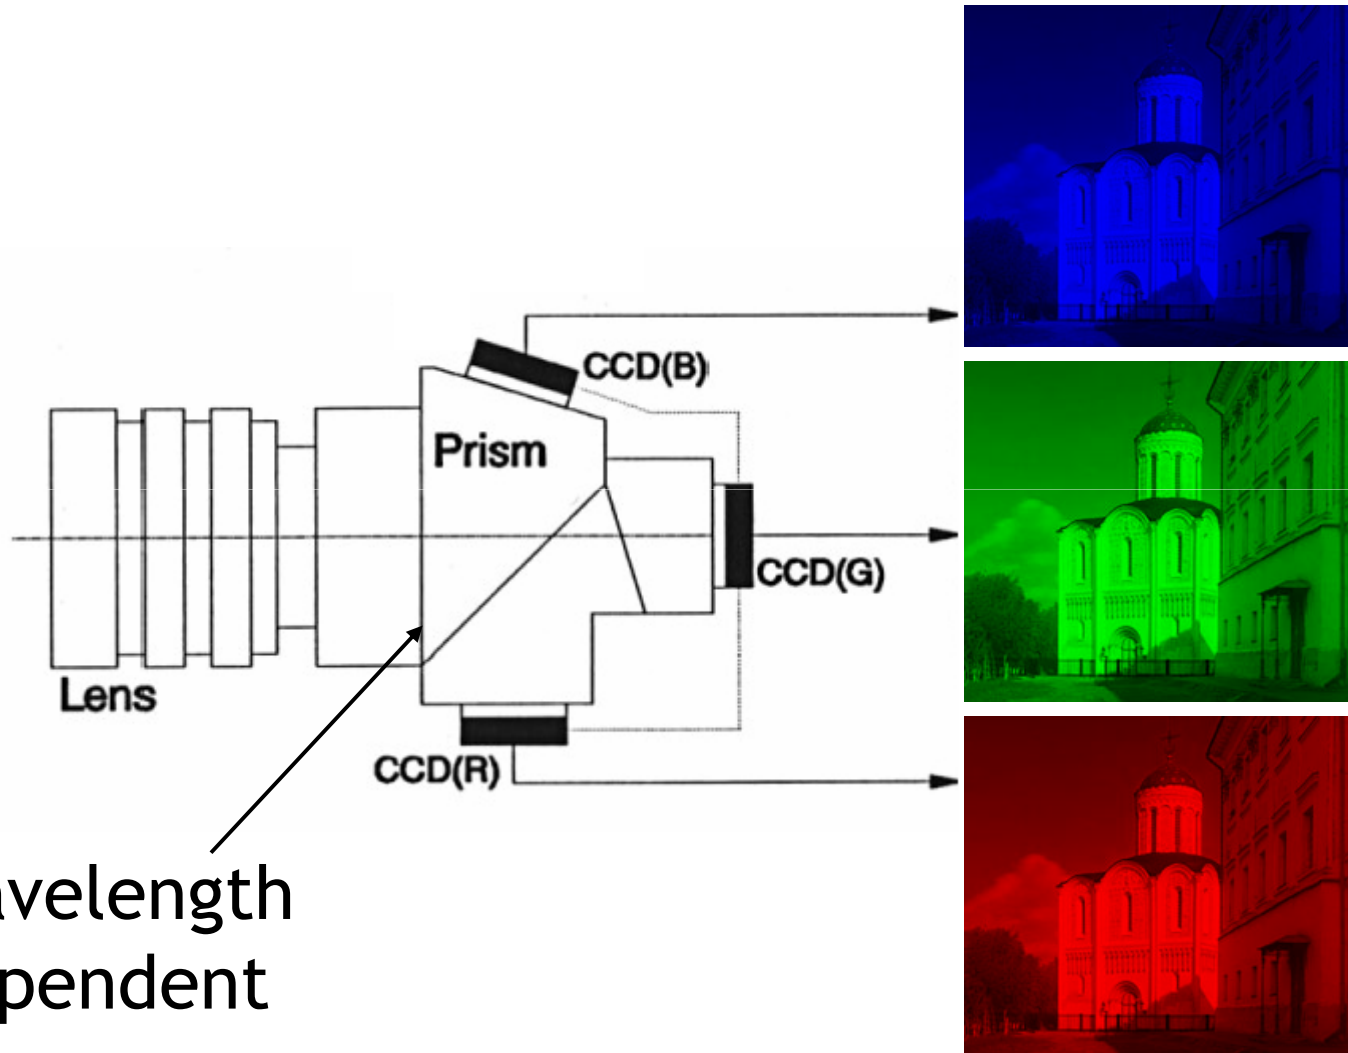 CCD(B)
Prism
CCD(G)
Lens
CCD(R)
avelength
pendent